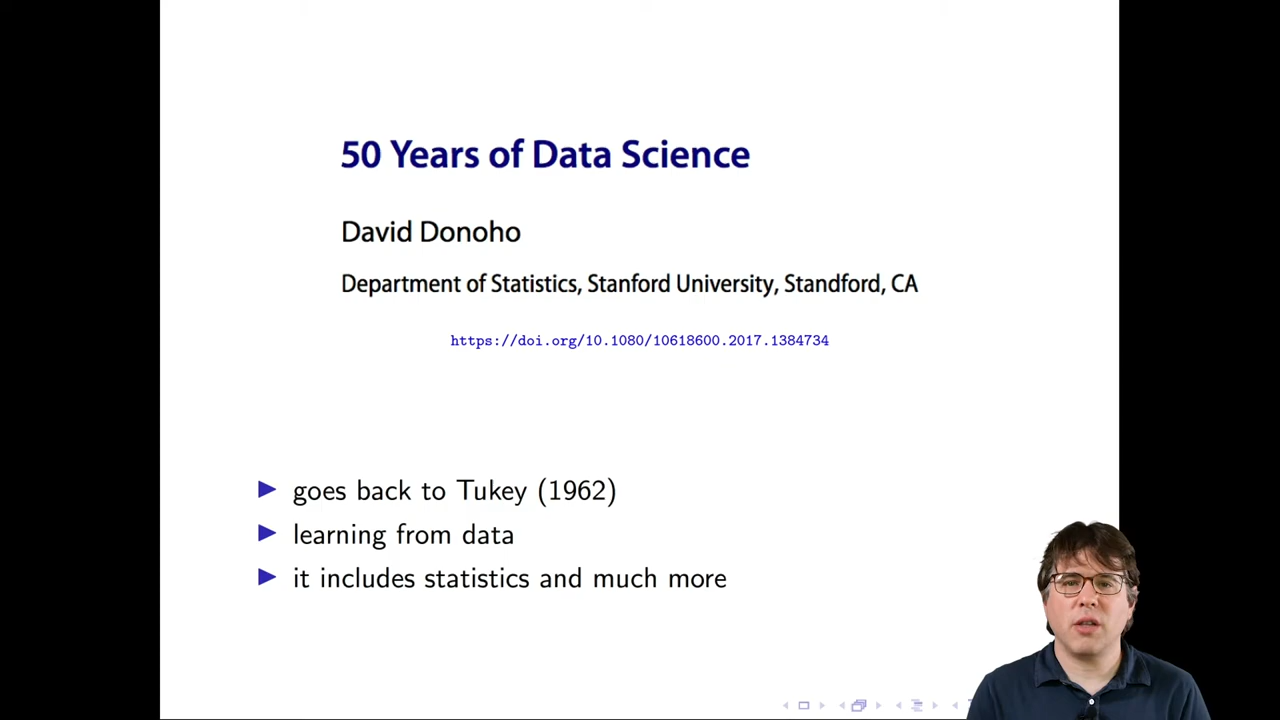 50 Years of Data Science
David Donoho
Department of Statistics, Stanford University, Standford, CA
https://doi.org/10.1080/10618600.2017.1384734
goes back to Tukey (1962)
learning from data
it includes statistics and much more